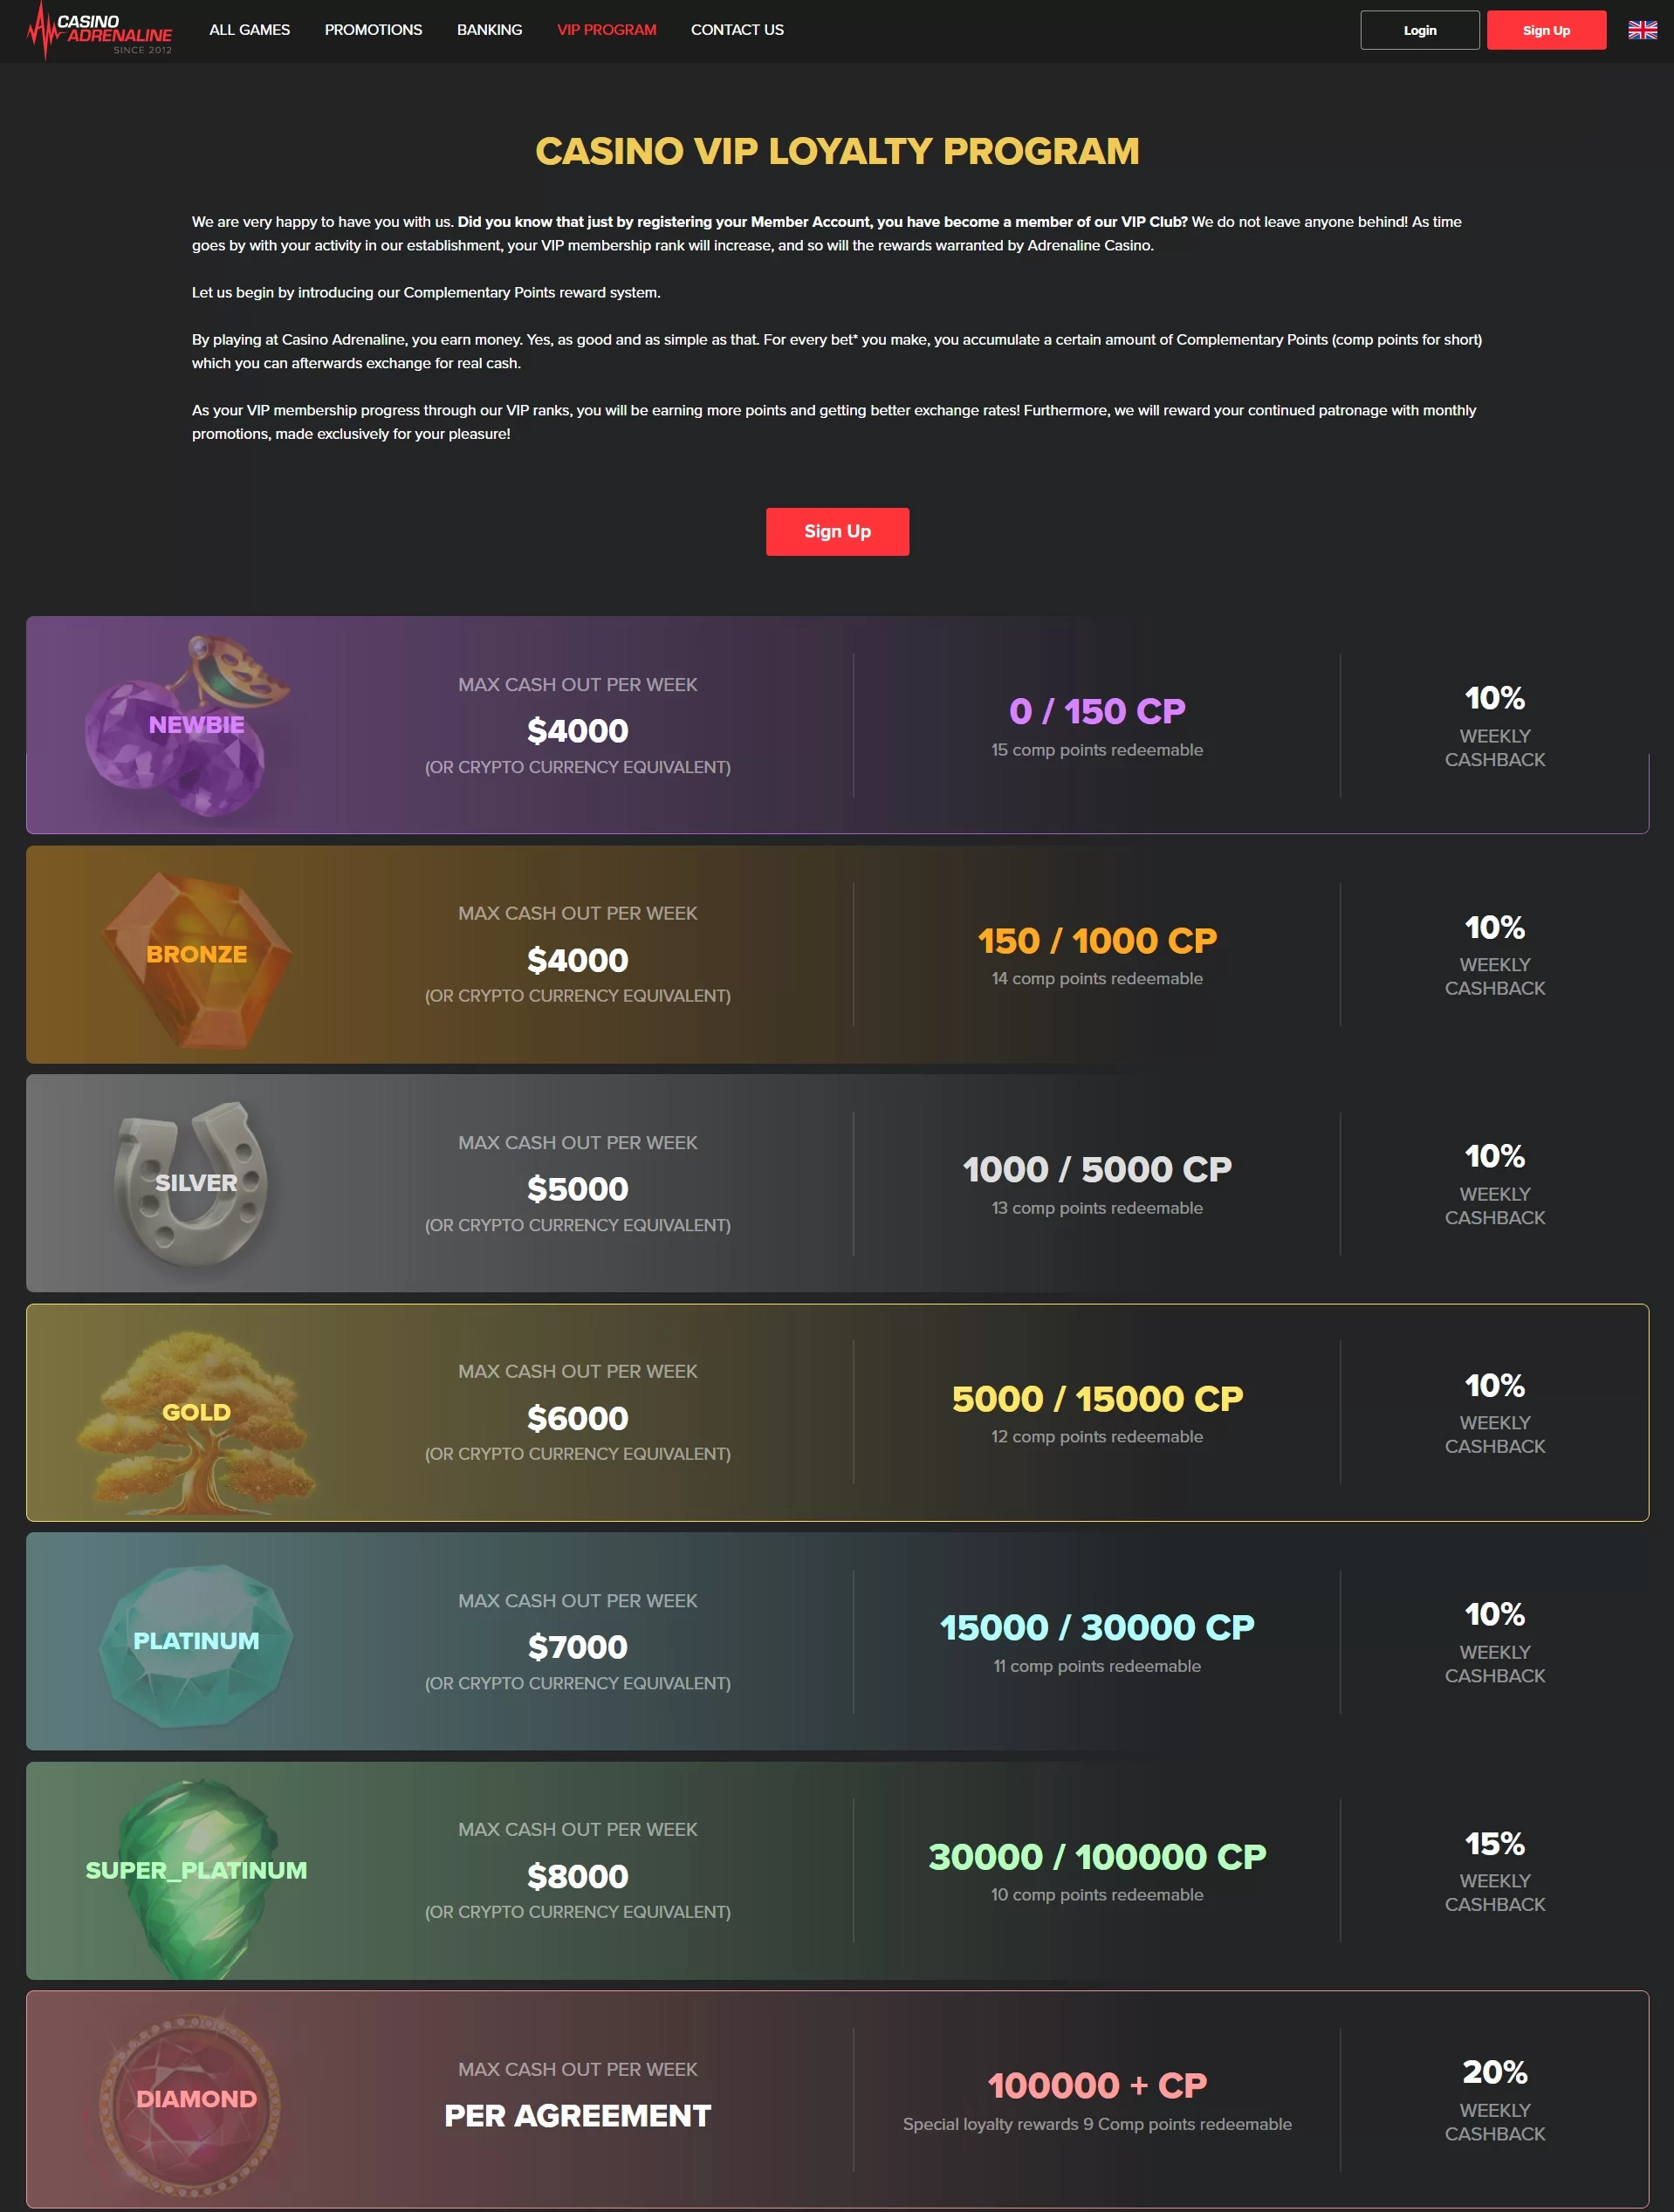 CASINO
ADRENALINE
SINCE 2012
ALL GAMES PROMOTIONS BANKING VIP PROGRAM CONTACT US Login Sign Up
CASINO VIP LOYALTY PROGRAM
We are very happy to have you with us. Did you know that just by registering your Member Account, you have become a member of our VIP Club? We do not leave anyone behind! As time
goes by with your activity in our establishment, your VIP membership rank will increase, and so will the rewards warranted by Adrenaline Casino.
Let us begin by introducing our Complementary Points reward system.
By playing at Casino Adrenaline, you earn money. Yes, as good and as simple as that. For every bet* you make, you accumulate a certain amount of Complementary Points (comp points for short)
which you can afterwards exchange for real cash.
As your VIP membership progress through our VIP ranks, you will be earning more points and getting better exchange rates! Furthermore, we will reward your continued patronage with monthly
promotions, made exclusively for your pleasure!
Sign Up
NEWBIE
MAX CASH OUT PER WEEK
$4000
(OR CRYPTO CURRENCY EQUIVALENT)
0 / 150 CP
15 comp points redeemable
10%
WEEKLY
CASHBACK
BRONZE
MAX CASH OUT PER WEEK
$4000
(OR CRYPTO CURRENCY EQUIVALENT)
150 / 1000 CP
14 comp points redeemable
10%
WEEKLY
CASHBACK
SILVER
MAX CASH OUT PER WEEK
$5000
(OR CRYPTO CURRENCY EQUIVALENT)
1000 / 5000 CP
13 comp points redeemable
10%
WEEKLY
CASHBACK
GOLD
MAX CASH OUT PER WEEK
$6000
(OR CRYPTO CURRENCY EQUIVALENT)
5000 / 15000 CP
12 comp points redeemable
10%
WEEKLY
CASHBACK
PLATINUM
MAX CASH OUT PER WEEK
$7000
(OR CRYPTO CURRENCY EQUIVALENT)
15000 / 30000 CP
11 comp points redeemable
10%
WEEKLY
CASHBACK
SUPER_PLATINUM
MAX CASH OUT PER WEEK
$8000
(OR CRYPTO CURRENCY EQUIVALENT)
30000 / 100000 CP
10 comp points redeemable
15%
WEEKLY
CASHBACK
DIAMOND
MAX CASH OUT PER WEEK
PER AGREEMENT
100000 + CP
Special loyalty rewards 9 Comp points redeemable
20%
WEEKLY
CASHBACK